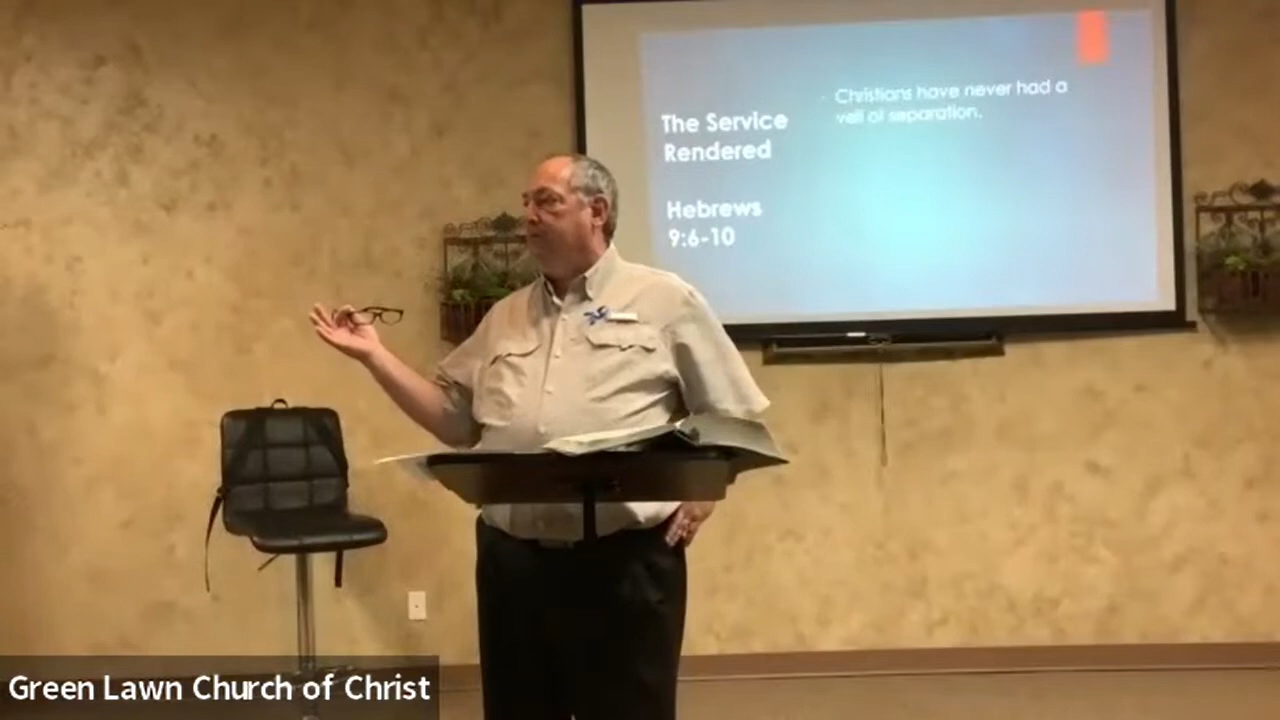 The Service
Rendered
Hebrews
9:6-10
Christians have never had a
veil of separation.
Green Lawn Church of Christ